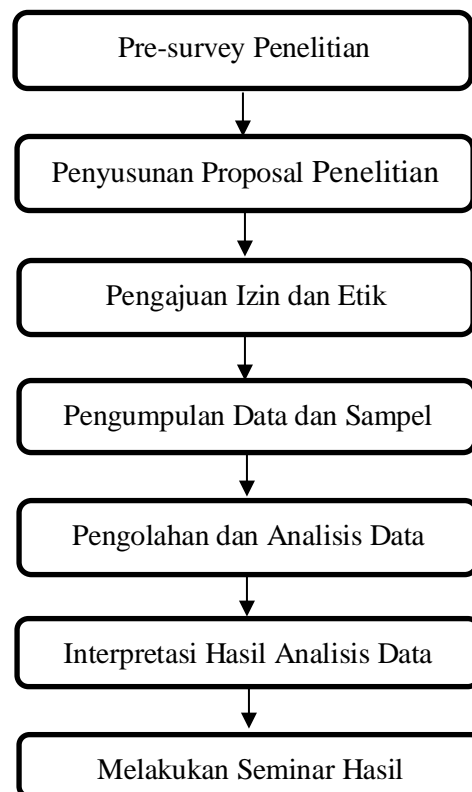 Pre-survey Penelitian
Penyusunan Proposal Penelitian
Pengajuan Izin dan Etik
Pengumpulan Data dan Sampel
Pengolahan dan Analisis Data
Interpretasi Hasil Analisis Data
Melakukan Seminar Hasil